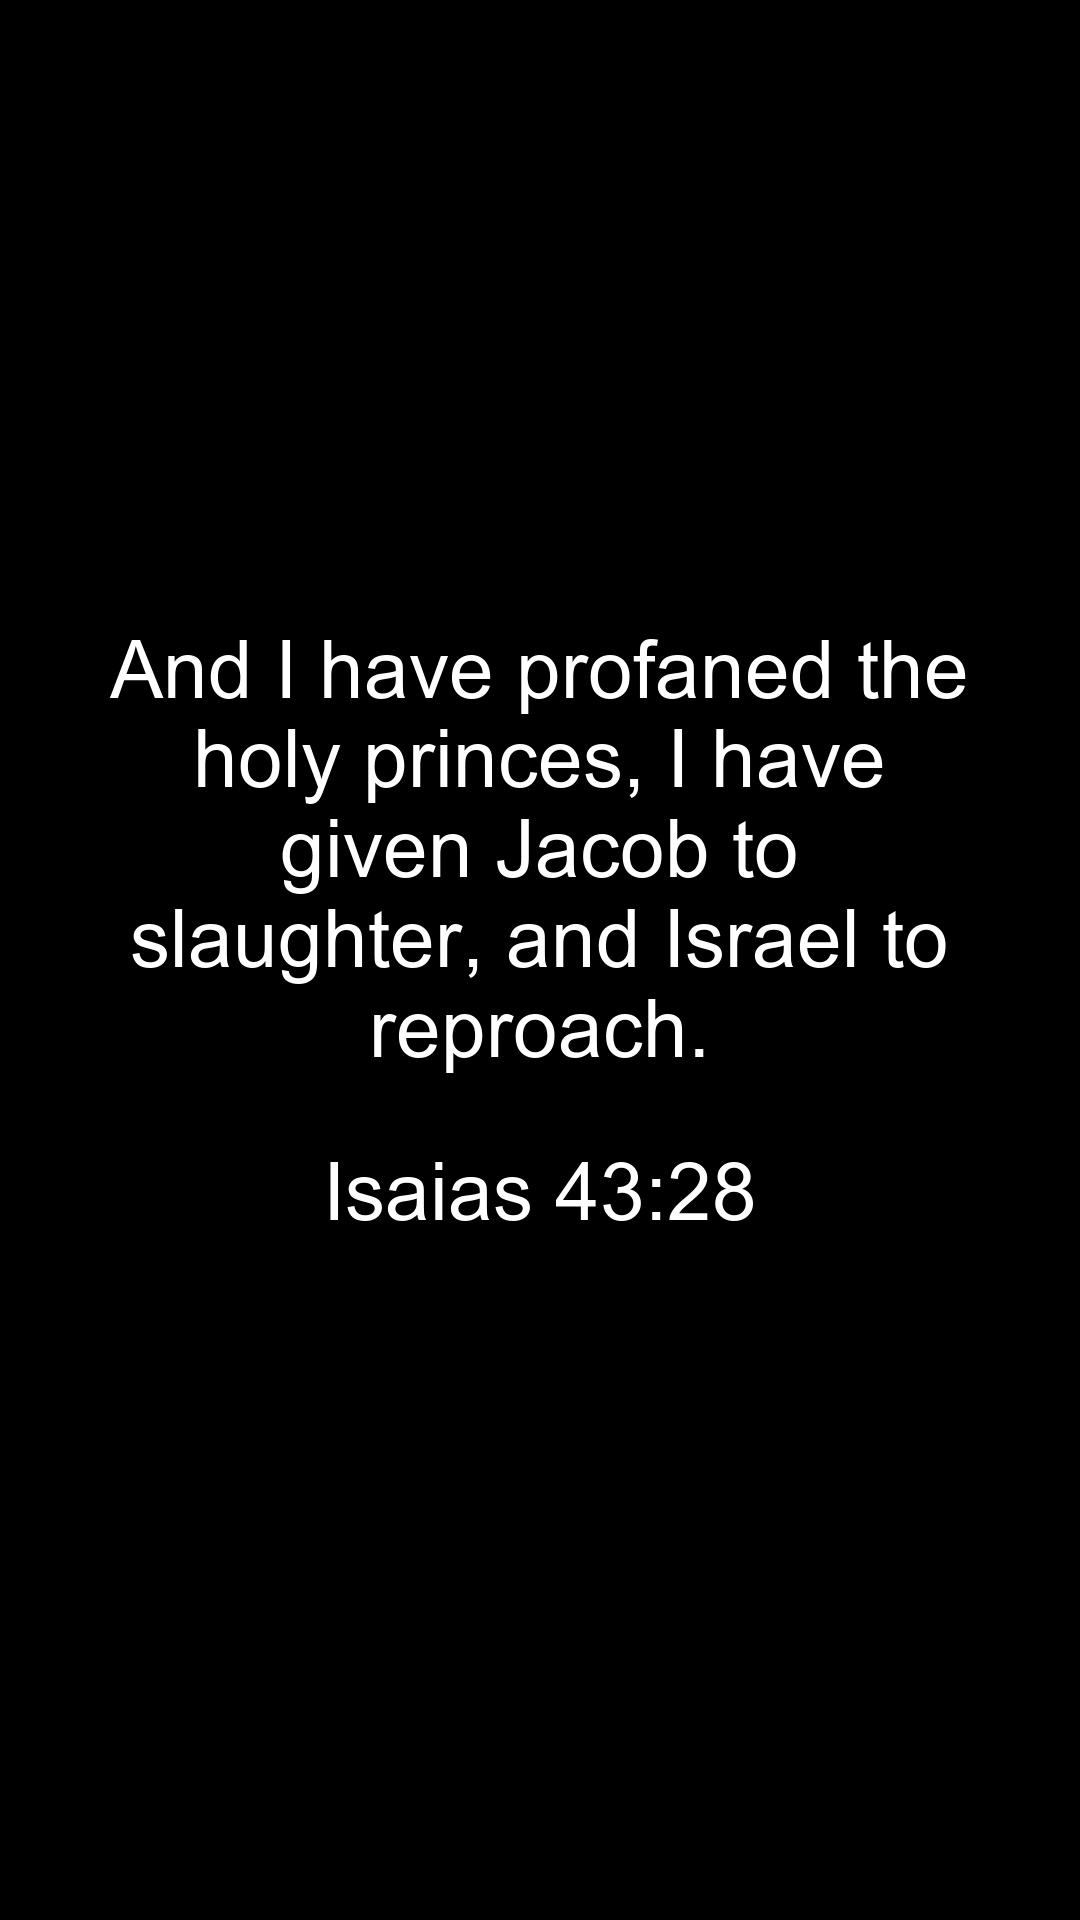 And I have profaned the
holy princes, I have
given Jacob to
slaughter, and Israel to
reproach.
Isaias 43:28